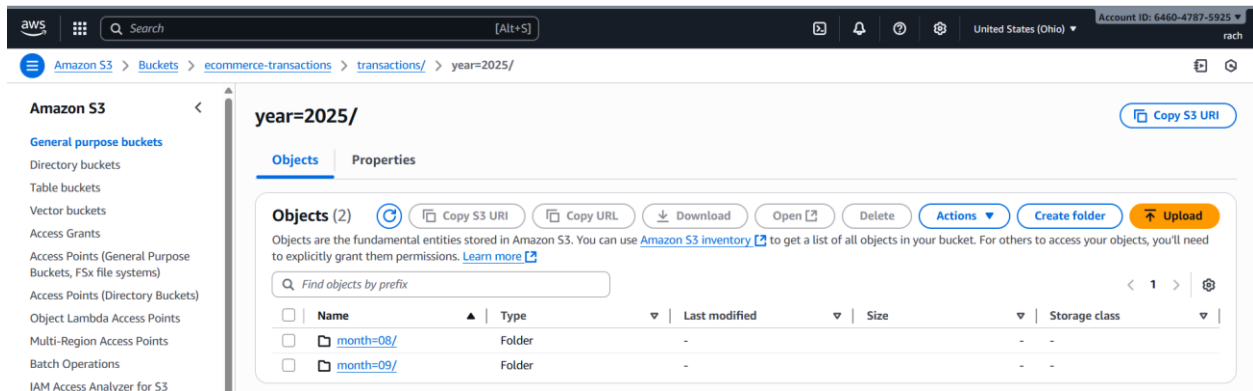 aws
Search
[Alt+S]
United States (Ohio) ▼
Account ID: 6460-4787-5925 ▼
rach
Amazon S3 > Buckets > ecommerce-transactions > transactions/ > year=2025/
Amazon S3
General purpose buckets
Directory buckets
Table buckets
Vector buckets
Access Grants
Access Points (General Purpose
Buckets, FSx file systems)
Access Points (Directory Buckets)
Object Lambda Access Points
Multi-Region Access Points
Batch Operations
IAM Access Analyzer for S3
year=2025/
Copy S3 URI
Objects
Properties
Objects (2)
Copy S3 URI
Copy URL
Download
Open
Delete
Actions ▼
Create folder
Upload
Objects are the fundamental entities stored in Amazon S3. You can use Amazon S3 inventory to get a list of all objects in your bucket. For others to access your objects, you'll need
to explicitly grant them permissions. Learn more
Find objects by prefix
< 1 >
Name | Type | Last modified | Size | Storage class
month=08/ Folder - - -
month=09/ Folder - - -